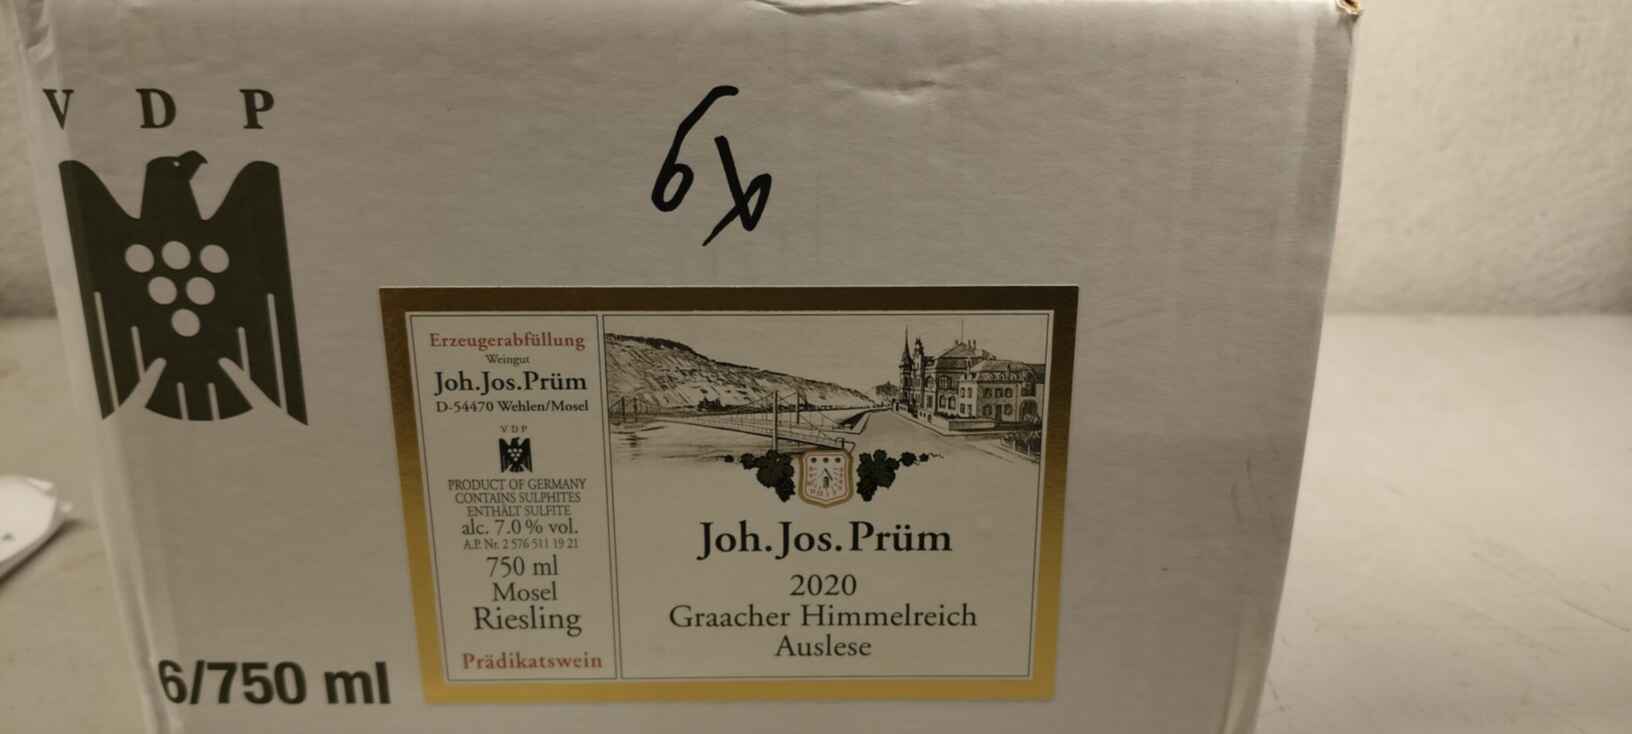 V D P
6x
Erzeugerabfüllung
Weingut
Joh.Jos.Prüm
D-54470 Wehlen/Mosel
VDP
PRODUCT OF GERMANY
CONTAINS SULPHITES
ENTHÄLT SULFITE
alc. 7.0 % vol.
A.P. Nr. 2 576 511 19 21
750 ml
Mosel
Riesling
Prädikatswein
Joh. Jos. Prüm
2020
Graacher Himmelreich
Auslese
6/750 ml